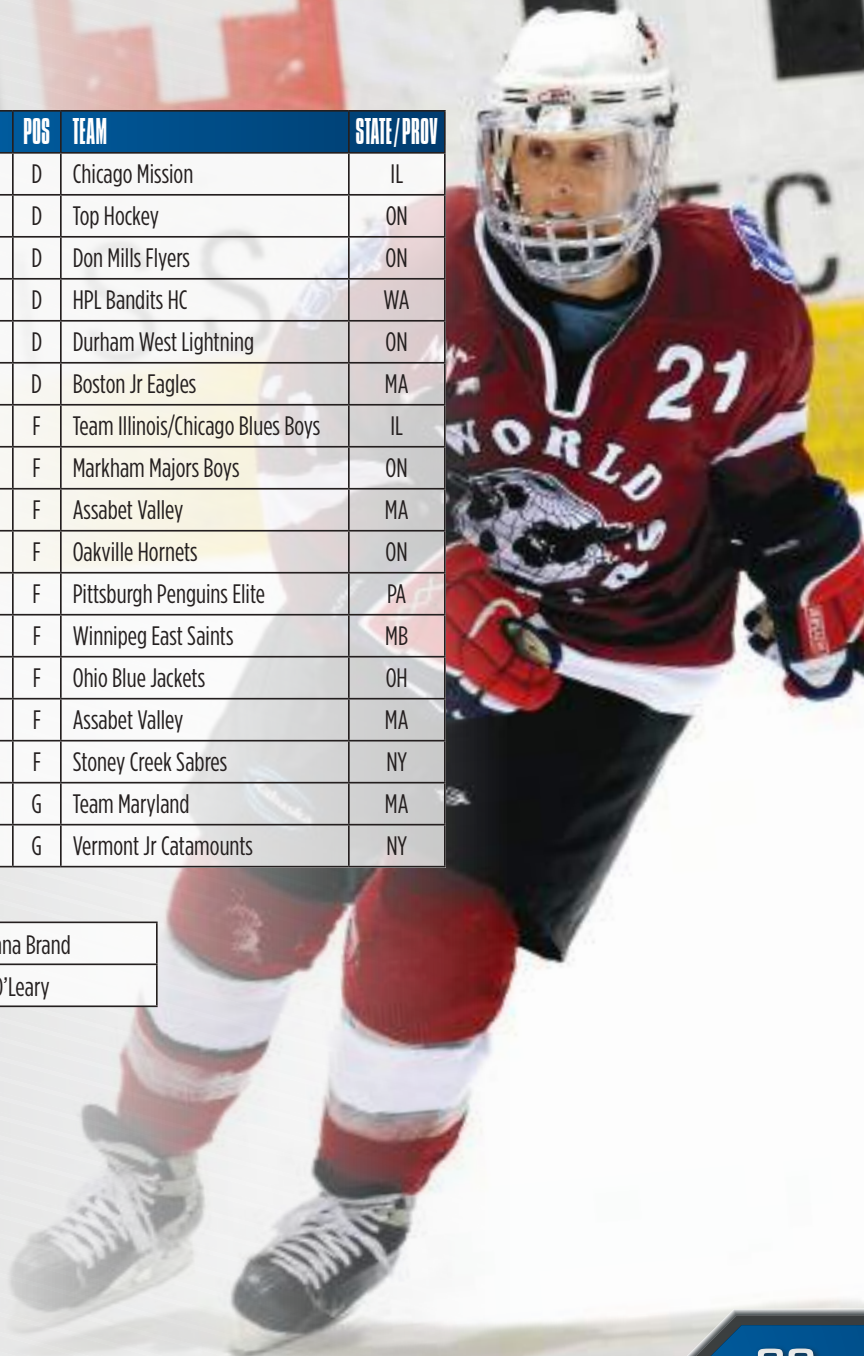 POS TEAM STATE/PROV
D Chicago Mission IL
D Top Hockey ON
D Don Mills Flyers ON
D HPL Bandits HC WA
D Durham West Lightning ON
D Boston Jr Eagles MA
F Team Illinois/Chicago Blues Boys IL
F Markham Majors Boys ON
F Assabet Valley MA
F Oakville Hornets ON
F Pittsburgh Penguins Elite PA
F Winnipeg East Saints MB
F Ohio Blue Jackets OH
F Assabet Valley MA
F Stoney Creek Sabres NY
G Team Maryland MA
G Vermont Jr Catamounts NY
Brand
O'Leary
21
WORLD